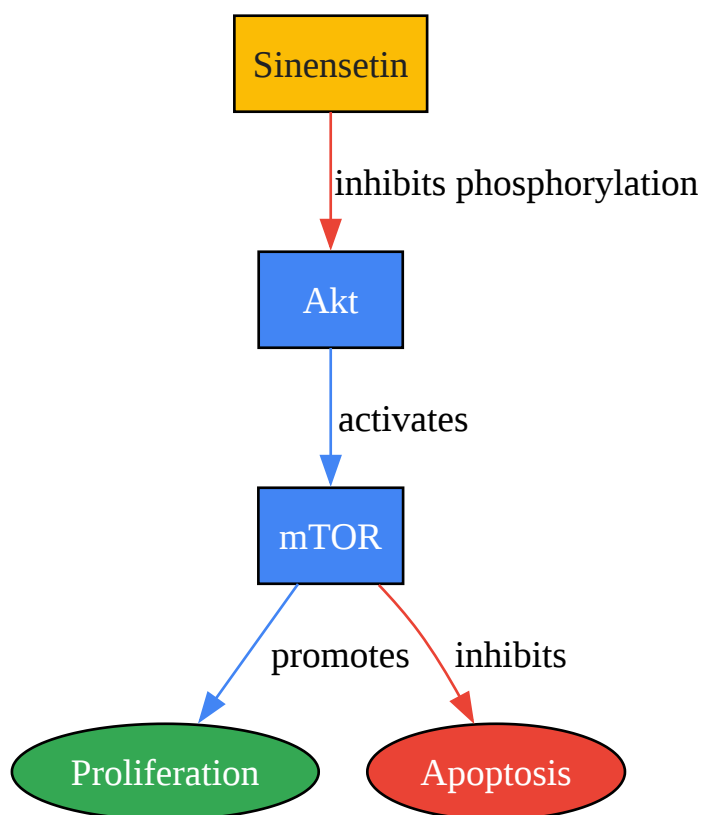 Sinensetin
inhibits phosphorylation
Akt
activates
mTOR
promotes
inhibits
Proliferation
Apoptosis